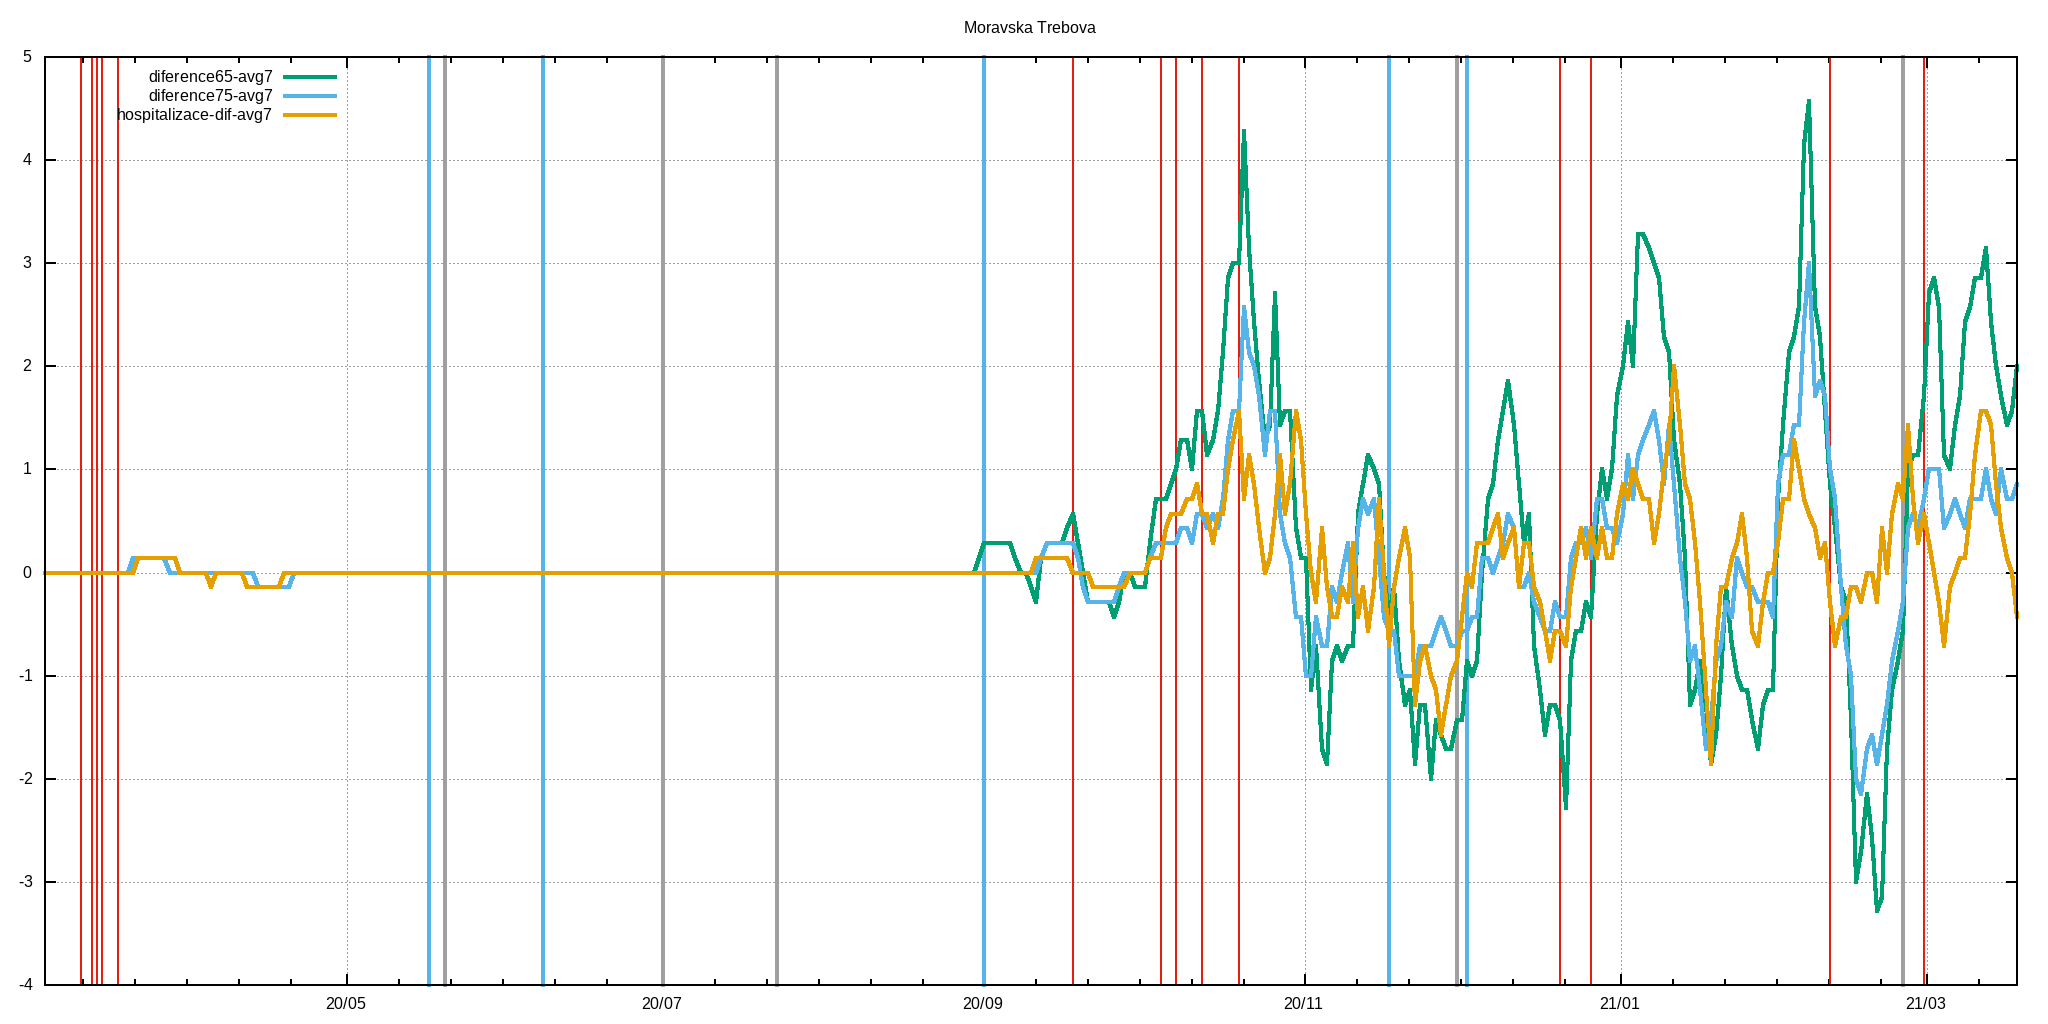 Moravska Trebova
diference65-avg7
diference75-avg7
hospitalizace-dif-avg7
5
4
3
2
1
0
-1
-2
-3
-4
20/05 20/07 20/09 20/11 21/01 21/03